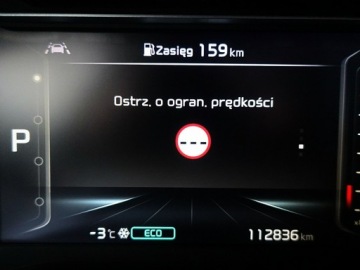 Zasięg 159 km
Ostrz. o ogran. prędkości
---
P
-3°C ECO 112836 km